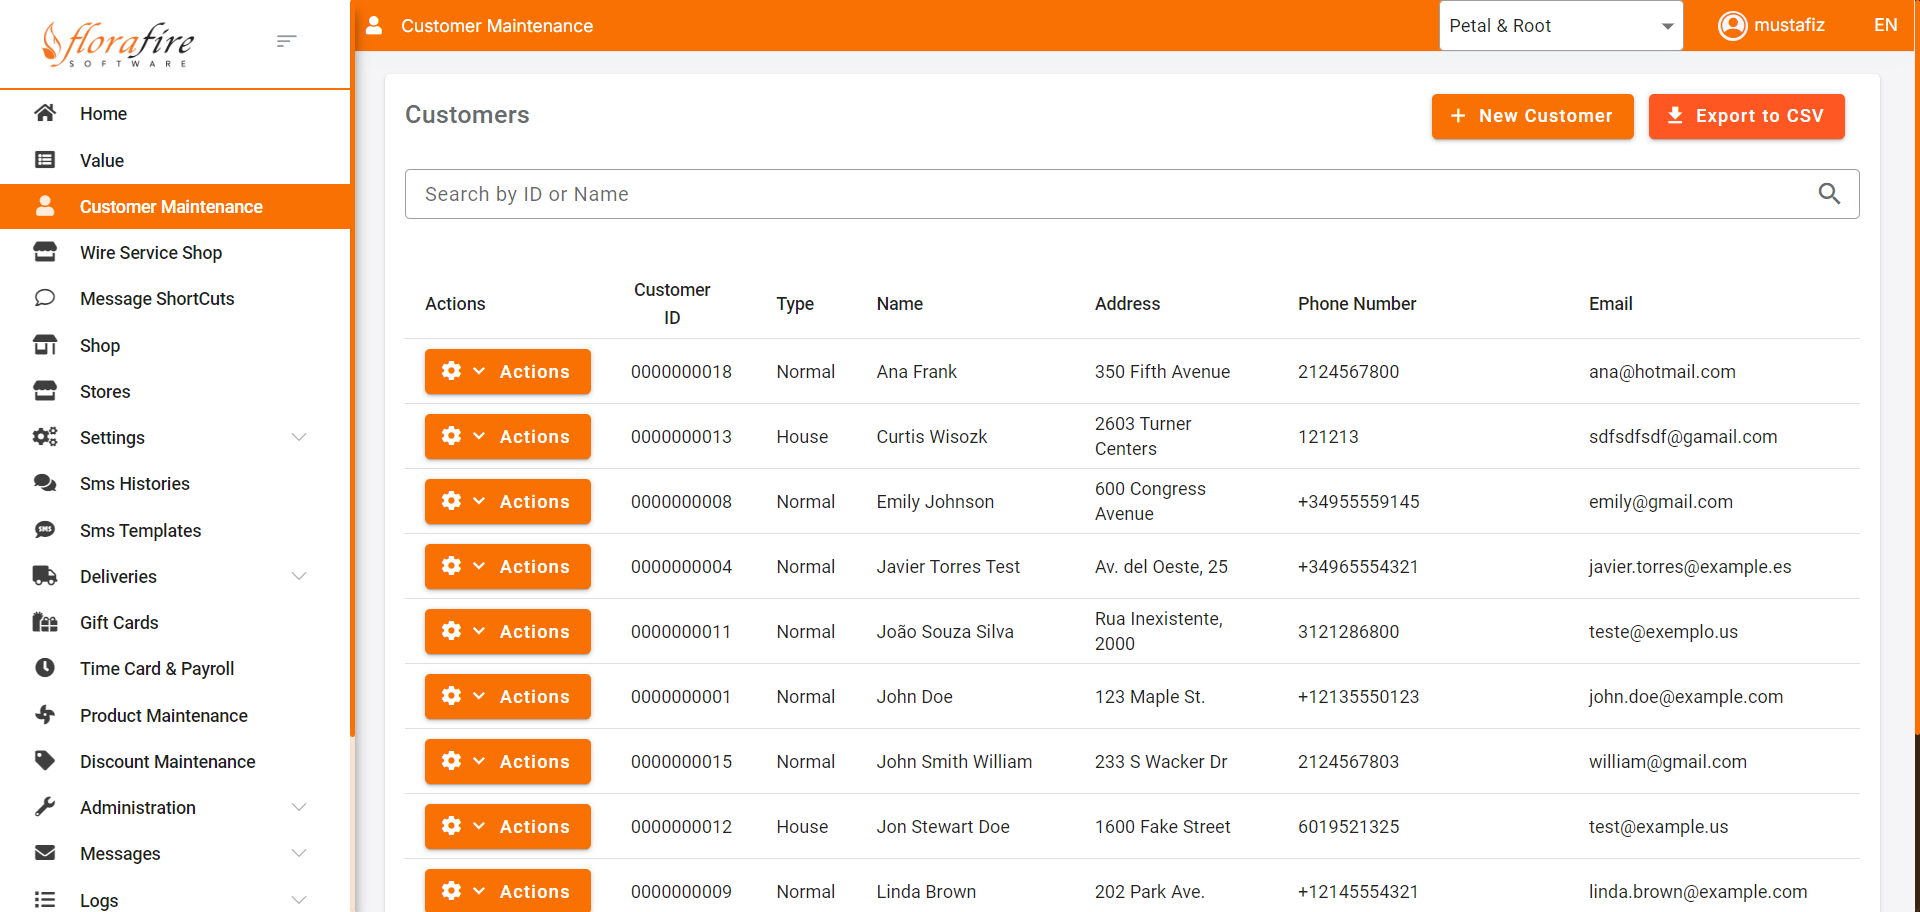 florafire
SOFTWARE
Customer Maintenance
Petal & Root
mustafiz
EN
Home
Value
Customer Maintenance
Wire Service Shop
Message ShortCuts
Shop
Stores
Settings
Sms Histories
SMS
Sms Templates
Deliveries
Gift Cards
Time Card & Payroll
Product Maintenance
Discount Maintenance
Administration
Messages
Logs
Customers
New Customer
Export to CSV
Search by ID or Name
Actions Customer ID Type Name Address Phone Number Email
Actions 0000000018 Normal Ana Frank 350 Fifth Avenue 2124567800 ana@hotmail.com
Actions 0000000013 House Curtis Wisozk 2603 Turner Centers 121213 sdfsdfsdf@gamail.com
Actions 0000000008 Normal Emily Johnson 600 Congress Avenue +34955559145 emily@gmail.com
Actions 0000000004 Normal Javier Torres Test Av. del Oeste, 25 +34965554321 javier.torres@example.es
Actions 0000000011 Normal João Souza Silva Rua Inexistente, 2000 3121286800 teste@exemplo.us
Actions 0000000001 Normal John Doe 123 Maple St. +12135550123 john.doe@example.com
Actions 0000000015 Normal John Smith William 233 S Wacker Dr 2124567803 william@gmail.com
Actions 0000000012 House Jon Stewart Doe 1600 Fake Street 6019521325 test@example.us
Actions 0000000009 Normal Linda Brown 202 Park Ave. +12145554321 linda.brown@example.com